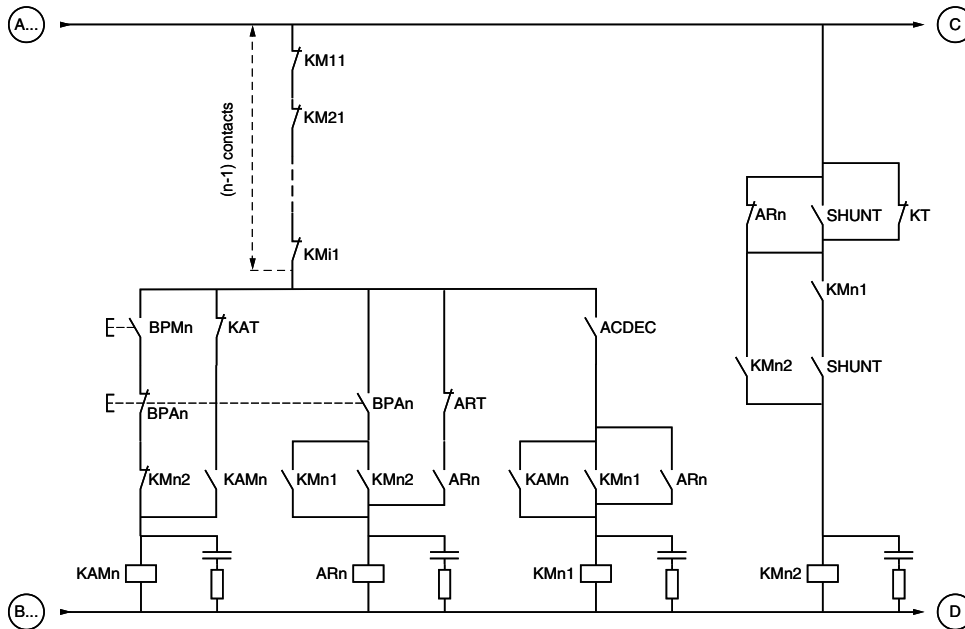 A...
C
KM11
KM21
(n-1) contacts
KMi1
ARn
SHUNT
KT
KMn1
BPMn
KAT
ACDEC
KMn2
SHUNT
BPAn
BPAn
ART
KMn2
KAMn
KMn1
KMn2
ARn
KAMn
KMn1
ARn
KAMn
ARn
KMn1
KMn2
B...
D